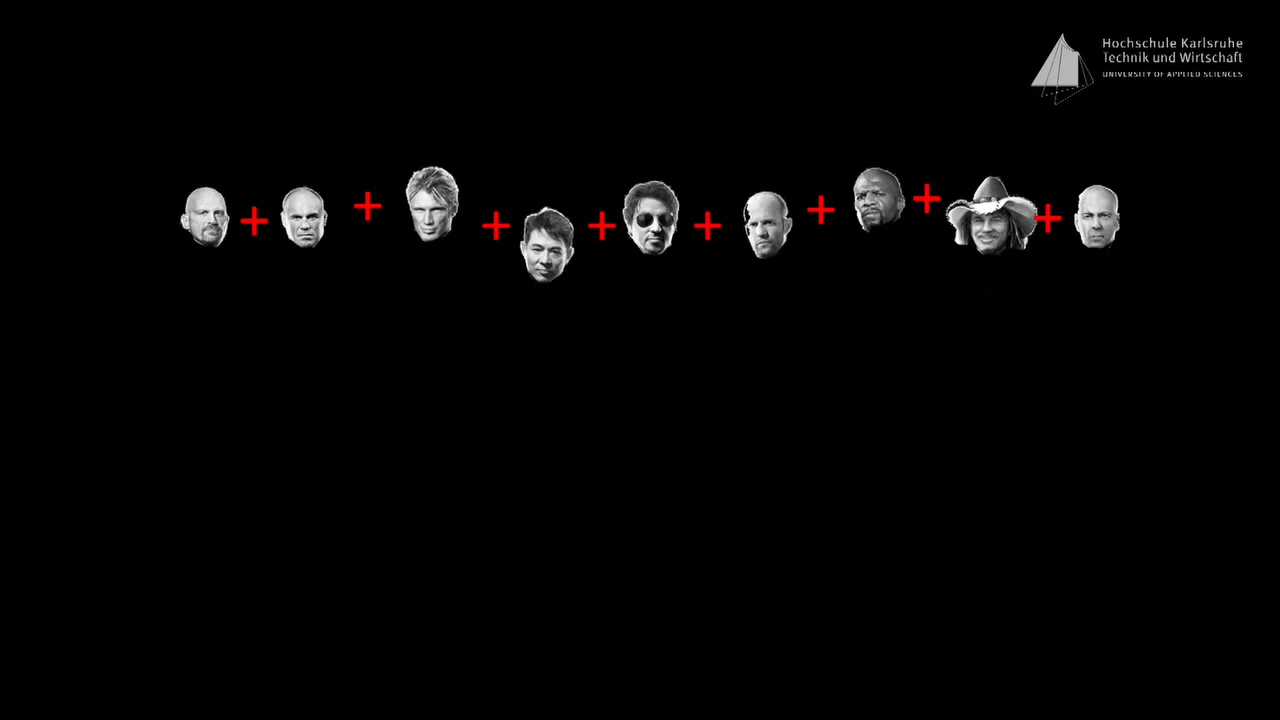 Hochschule Karlsruhe
Technik und Wirtschaft
UNIVERSITY OF APPLIED SCIENCES
+ + + + + + + +